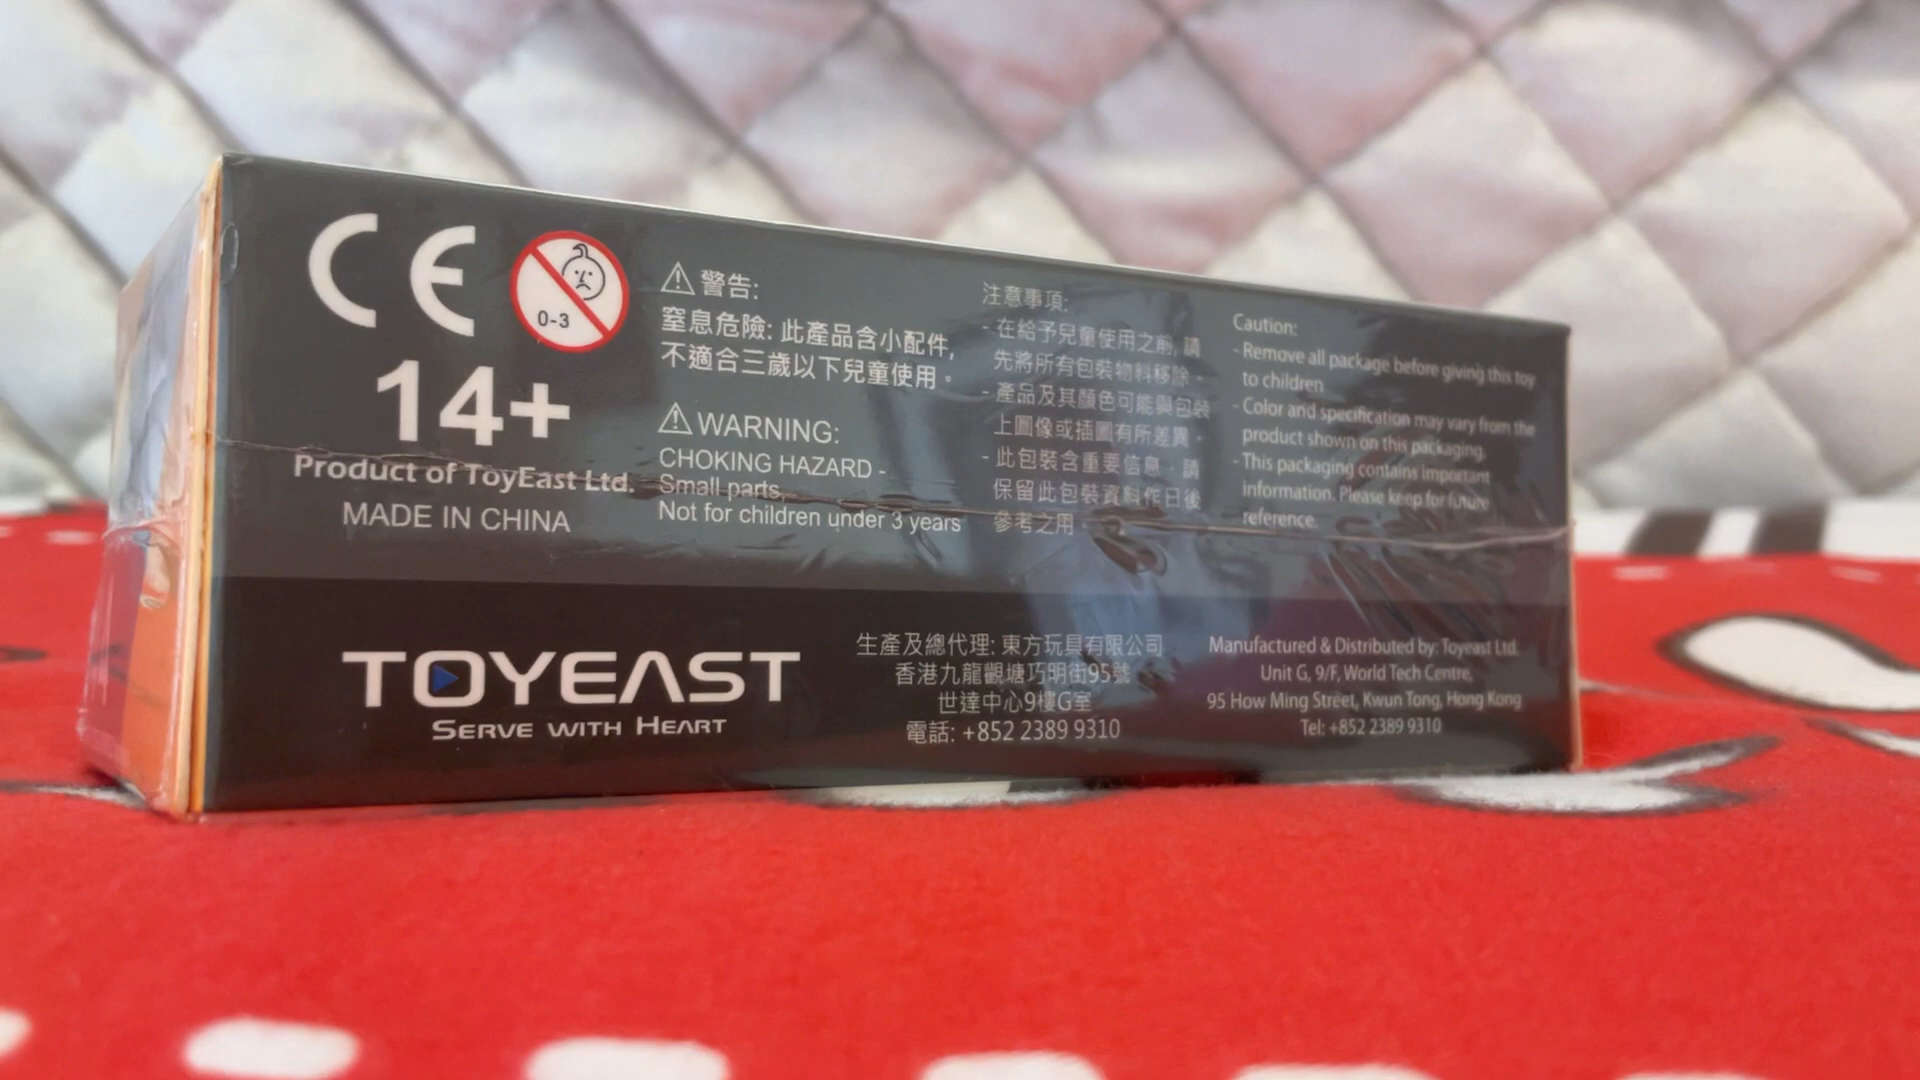 CE
0-3
14+
Product of ToyEast Ltd.
MADE IN CHINA
警告:
窒息危險: 此產品含小配件,
不適合三歲以下兒童使用。
WARNING:
CHOKING HAZARD -
Small parts.
Not for children under 3 years
注意事項:
- 在給予兒童使用之前, 請
先將所有包裝物料移除。
- 產品及其顏色可能與包裝
上圖像或插圖有所差異。
- 此包裝含重要信息，請
保留此包裝資料作日後
參考之用
Caution:
- Remove all package before giving this toy
to children
- Color and specification may vary from the
product shown on this packaging.
- This packaging contains important
information. Please keep for future
reference.
TOYEAST
SERVE WITH HEART
生產及總代理: 東方玩具有限公司
香港九龍觀塘巧明街95號
世達中心9樓G室
電話: +852 2389 9310
Manufactured & Distributed by: Toyeast Ltd.
Unit G, 9/F, World Tech Centre,
95 How Ming Street, Kwun Tong, Hong Kong
Tel: +852 2389 9310